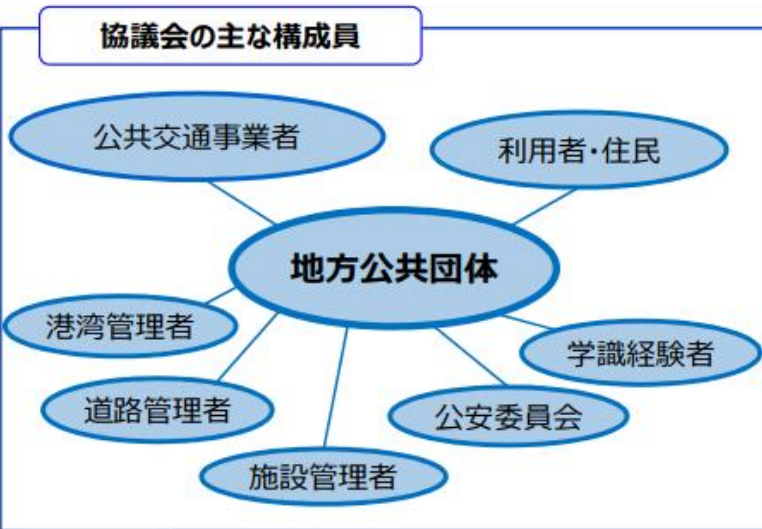 協議会の主な構成員
公共交通事業者
利用者・住民
地方公共団体
港湾管理者
学識経験者
道路管理者
公安委員会
施設管理者